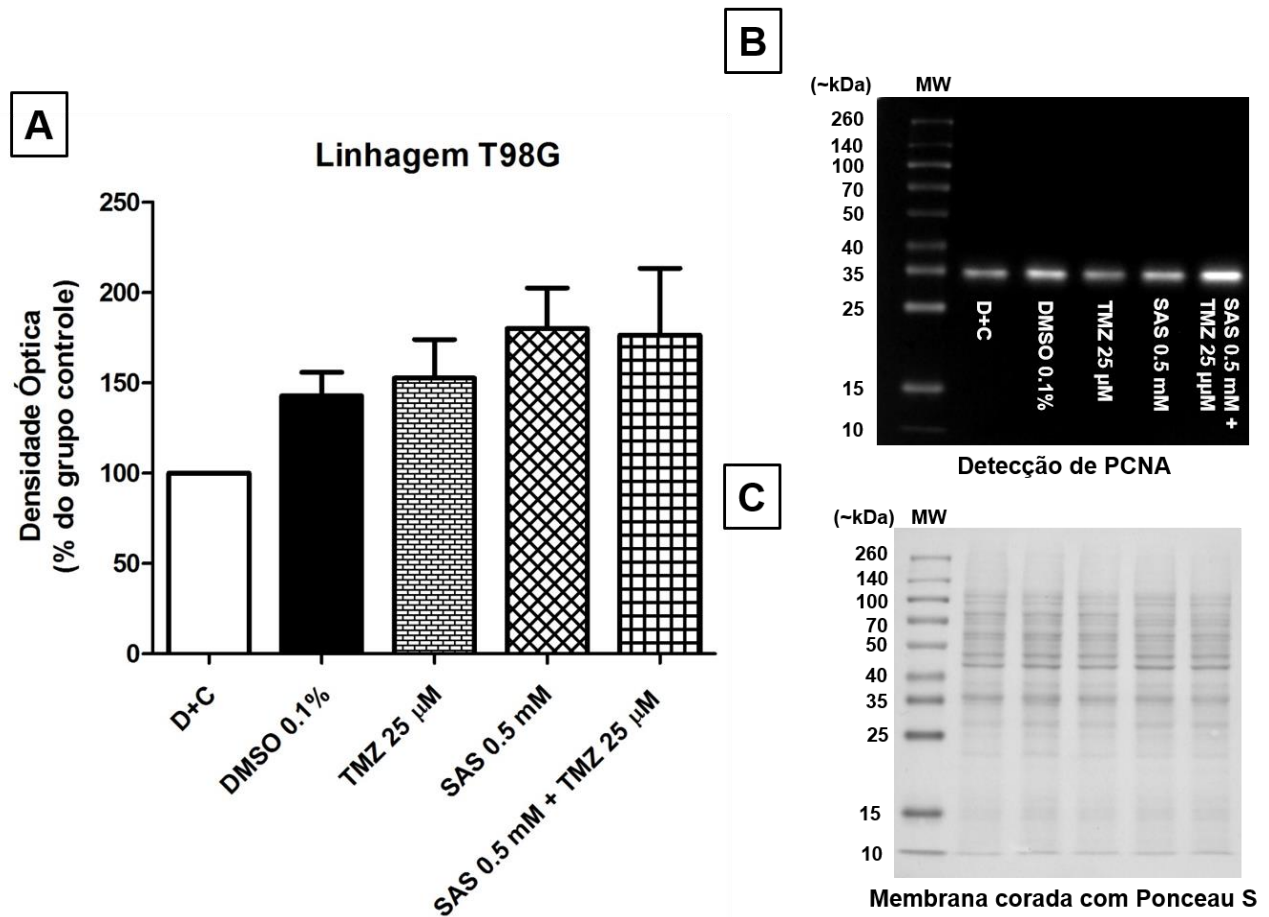 A
Linhagem T98G
Densidade Óptica
(% do grupo controle)
250
200
150
100
50
0
D+C
DMSO 0.1%
TMZ 25 µM
SAS 0.5 mM
SAS 0.5 mM + TMZ 25 µM
B
(~kDa)
MW
260
140
100
70
50
40
35
25
15
10
D+C
DMSO 0.1%
TMZ 25 µM
SAS 0.5 mM
SAS 0.5 mM +
TMZ 25 µµM
Detecção de PCNA
C
(~kDa)
MW
260
140
100
70
50
40
35
25
15
10
Membrana corada com Ponceau S